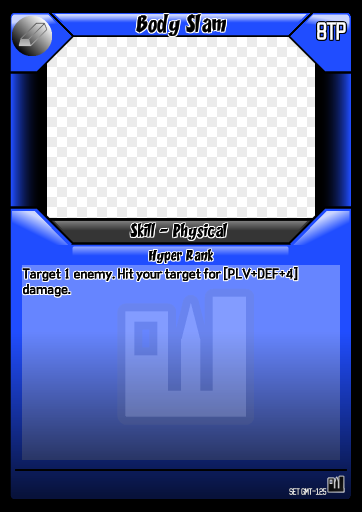 Body Slam
8TP
Skill - Physical
Hyper Rank
Target 1 enemy. Hit your target for [PLV+DEF+4]
damage.
SET GMT-125